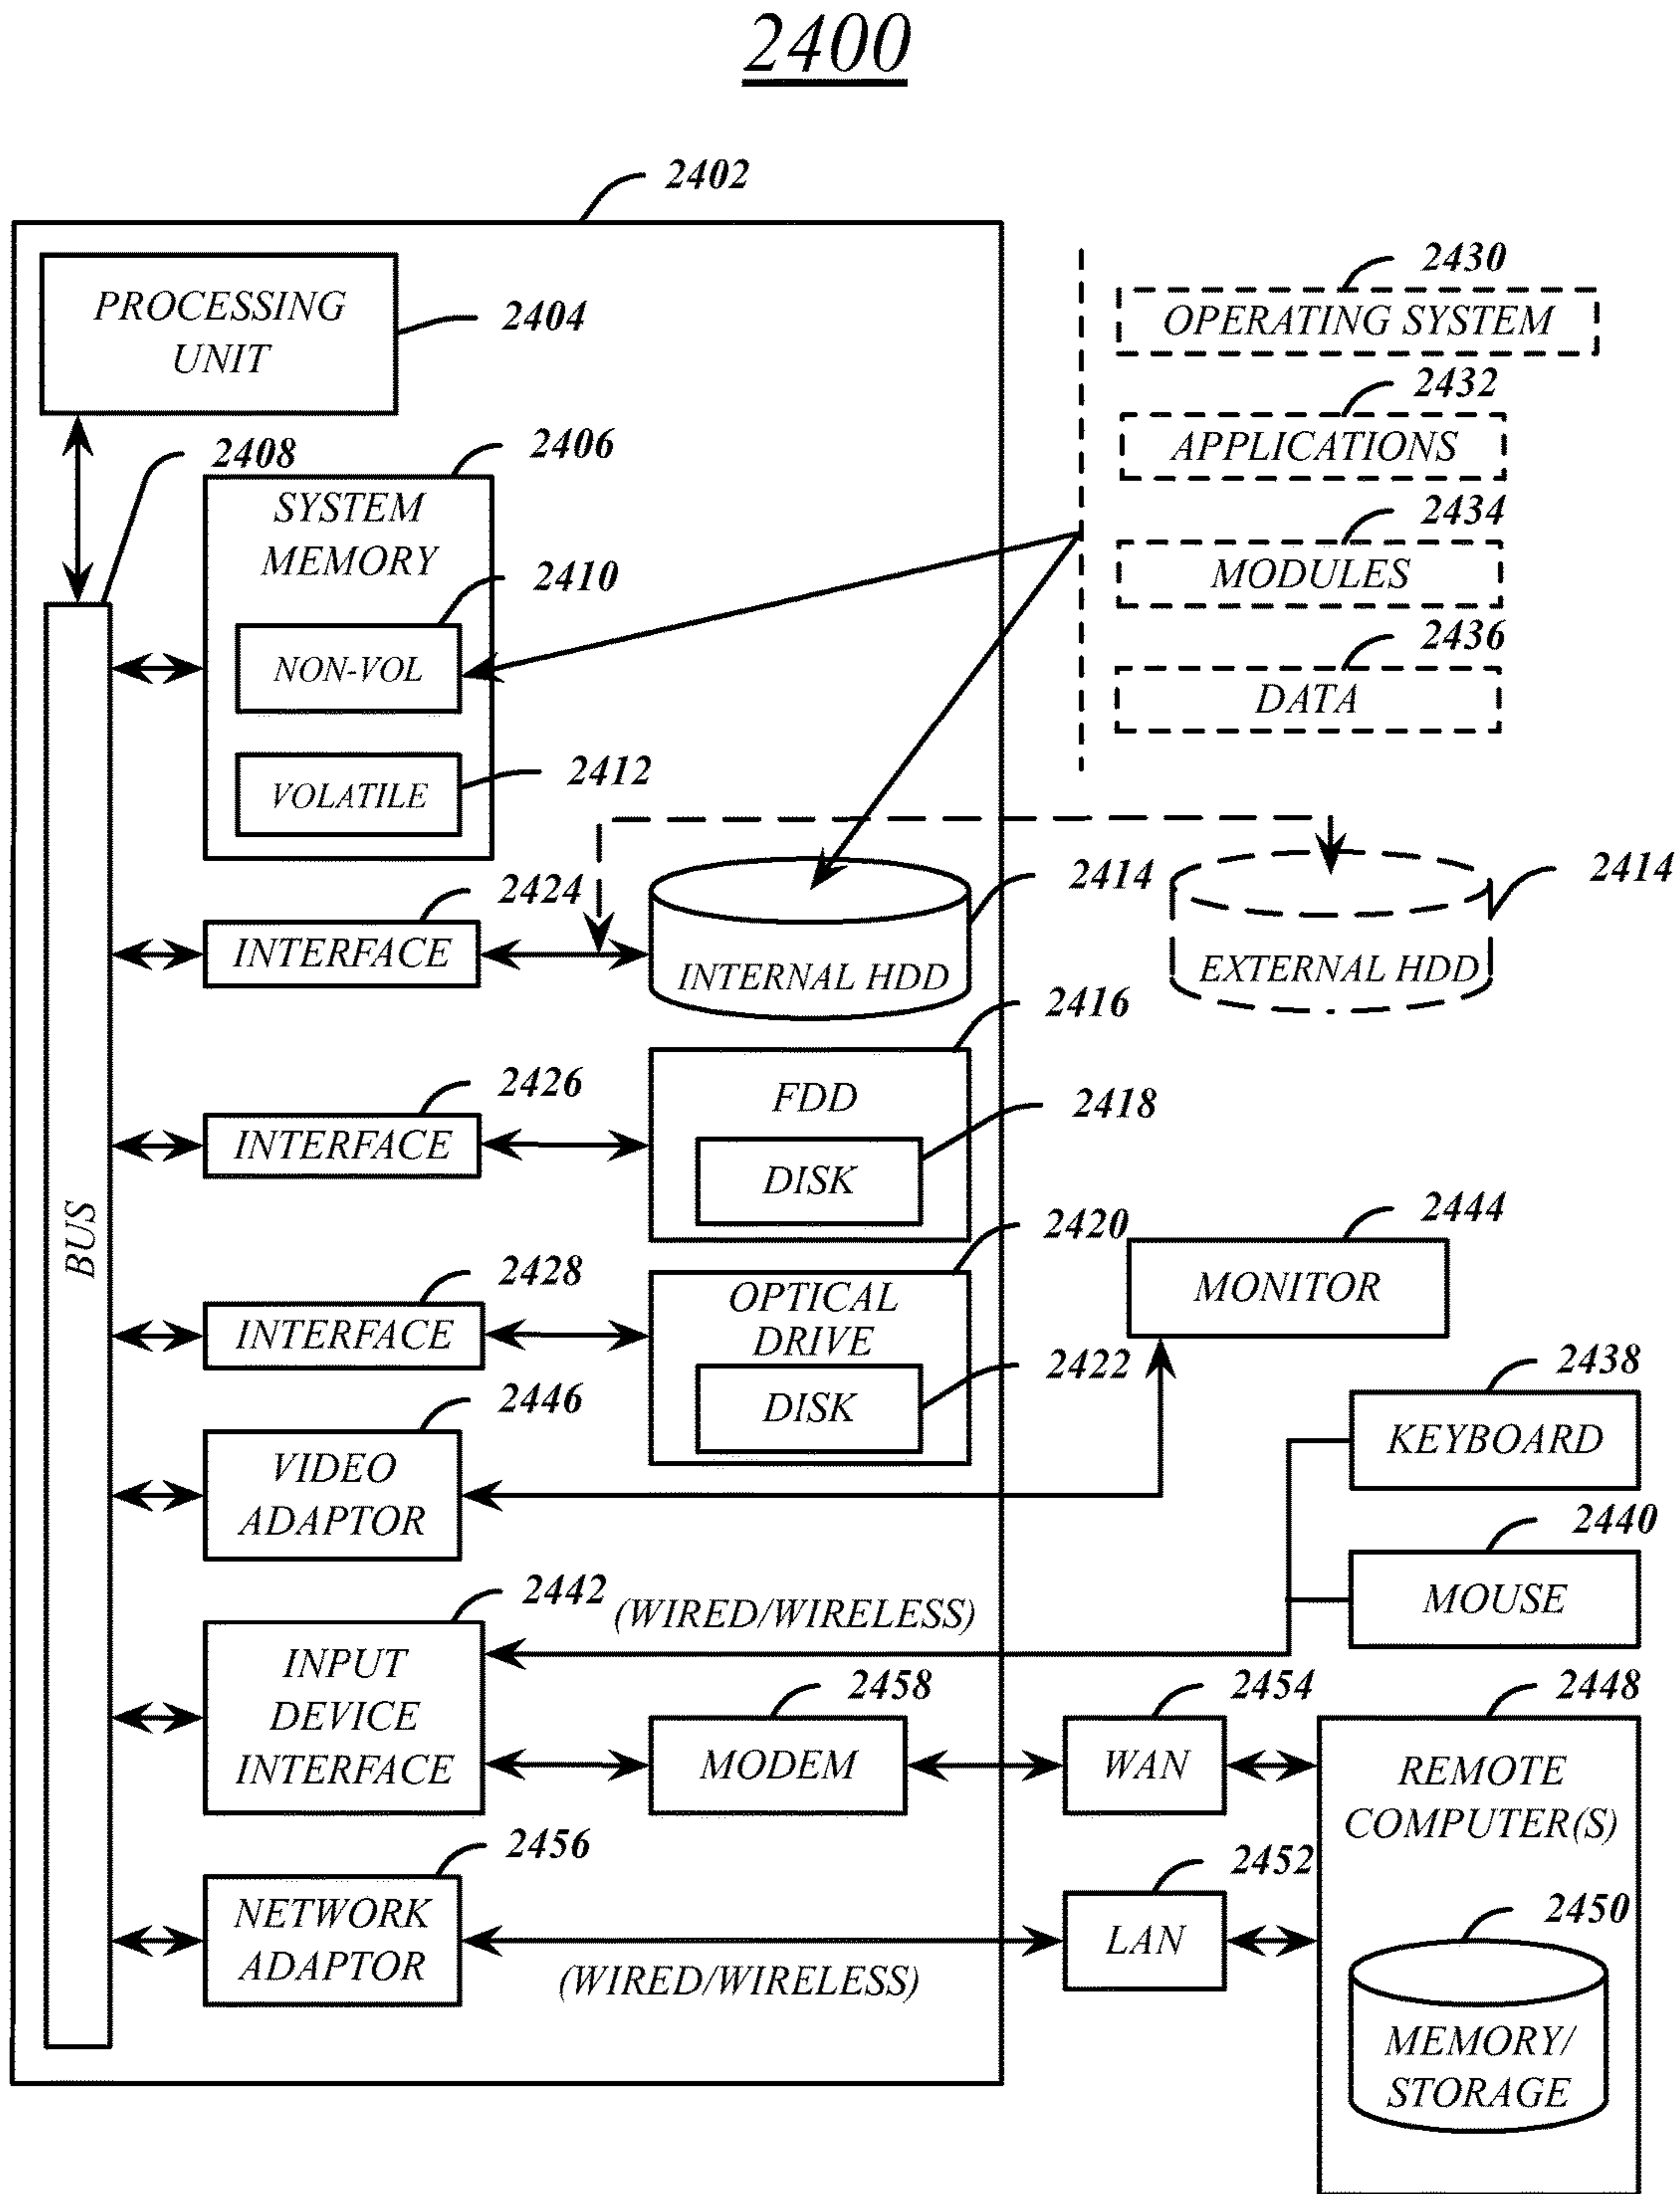 2400
2402
PROCESSING
UNIT
2404
2430
OPERATING SYSTEM
2432
APPLICATIONS
2434
MODULES
2436
DATA
2408
2406
SYSTEM
MEMORY
2410
NON-VOL
2412
VOLATILE
BUS
2424
INTERFACE
2414
INTERNAL HDD
2414
EXTERNAL HDD
2426
INTERFACE
2416
FDD
2418
DISK
2428
INTERFACE
2420
OPTICAL
DRIVE
2422
DISK
2444
MONITOR
2446
VIDEO
ADAPTOR
2438
KEYBOARD
2440
MOUSE
2442
(WIRED/WIRELESS)
INPUT
DEVICE
INTERFACE
2458
MODEM
2454
WAN
2448
REMOTE
COMPUTER(S)
2456
NETWORK
ADAPTOR
(WIRED/WIRELESS)
2452
LAN
2450
MEMORY/
STORAGE